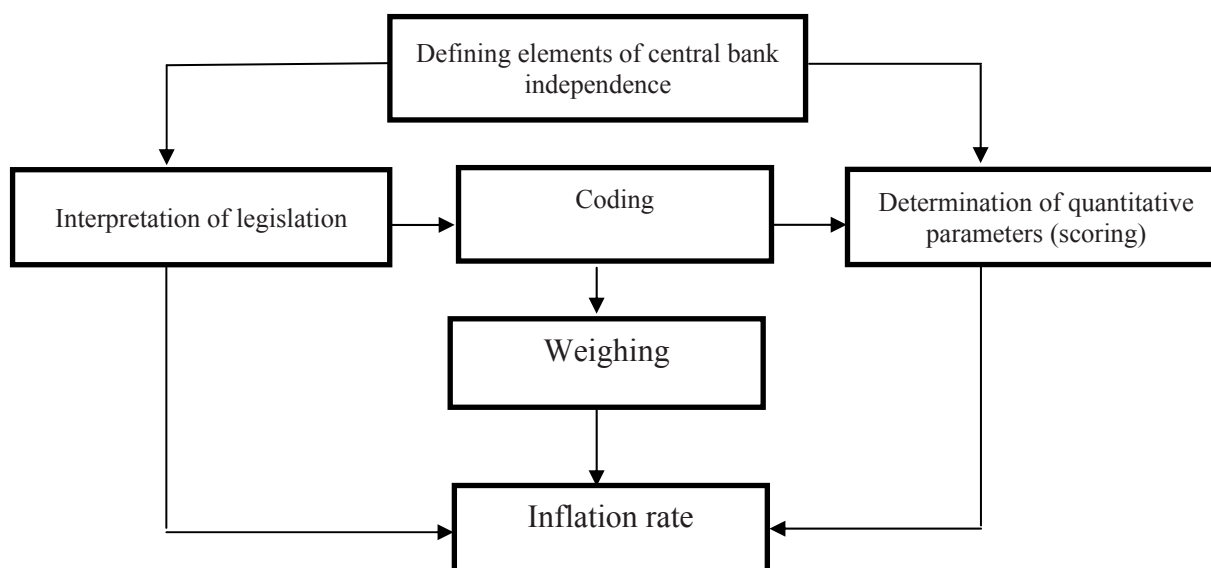 Defining elements of central bank
independence
Interpretation of legislation
Coding
Determination of quantitative
parameters (scoring)
Weighing
Inflation rate